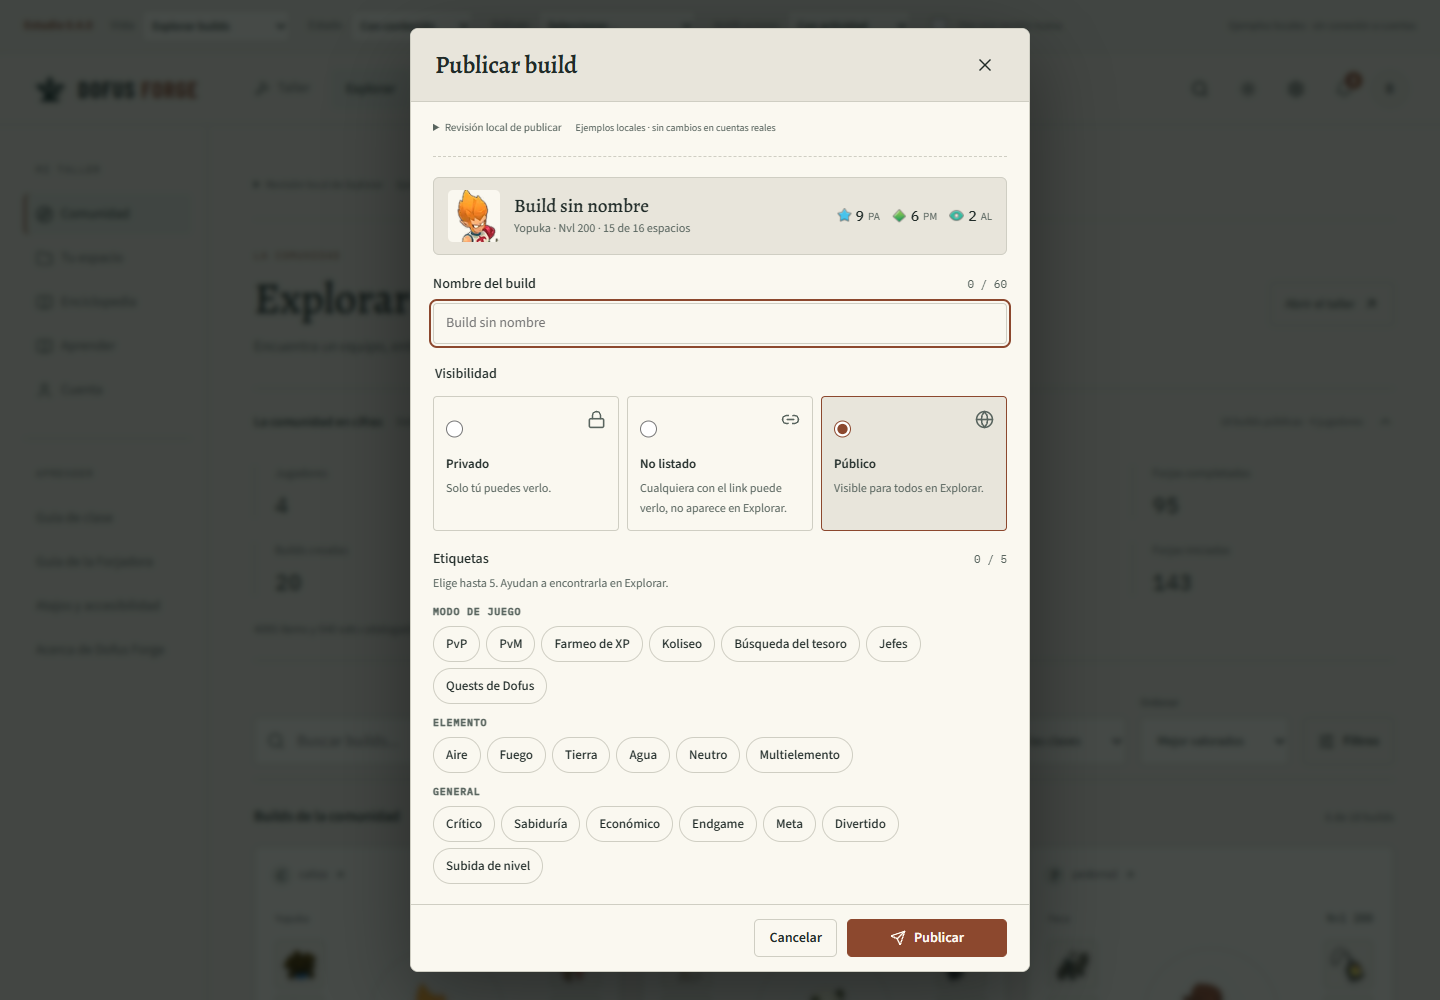 DOFUS FORGE
Explorar
Comunidad
Publicar build
▶ Revisión local de publicar Ejemplos locales · sin cambios en cuentas reales
Build sin nombre
Yopuka · Nvl 200 · 15 de 16 espacios
9 PA 6 PM 2 AL
Nombre del build 0 / 60
Build sin nombre
Visibilidad
Privado
Solo tú puedes verlo.
No listado
Cualquiera con el link puede
verlo, no aparece en Explorar.
Público
Visible para todos en Explorar.
Etiquetas 0 / 5
Elige hasta 5. Ayudan a encontrarla en Explorar.
MODO DE JUEGO
PvP PvM Farmeo de XP Koliseo Búsqueda del tesoro Jefes
Quests de Dofus
ELEMENTO
Aire Fuego Tierra Agua Neutro Multielemento
GENERAL
Crítico Sabiduría Económico Endgame Meta Divertido
Subida de nivel
Cancelar Publicar